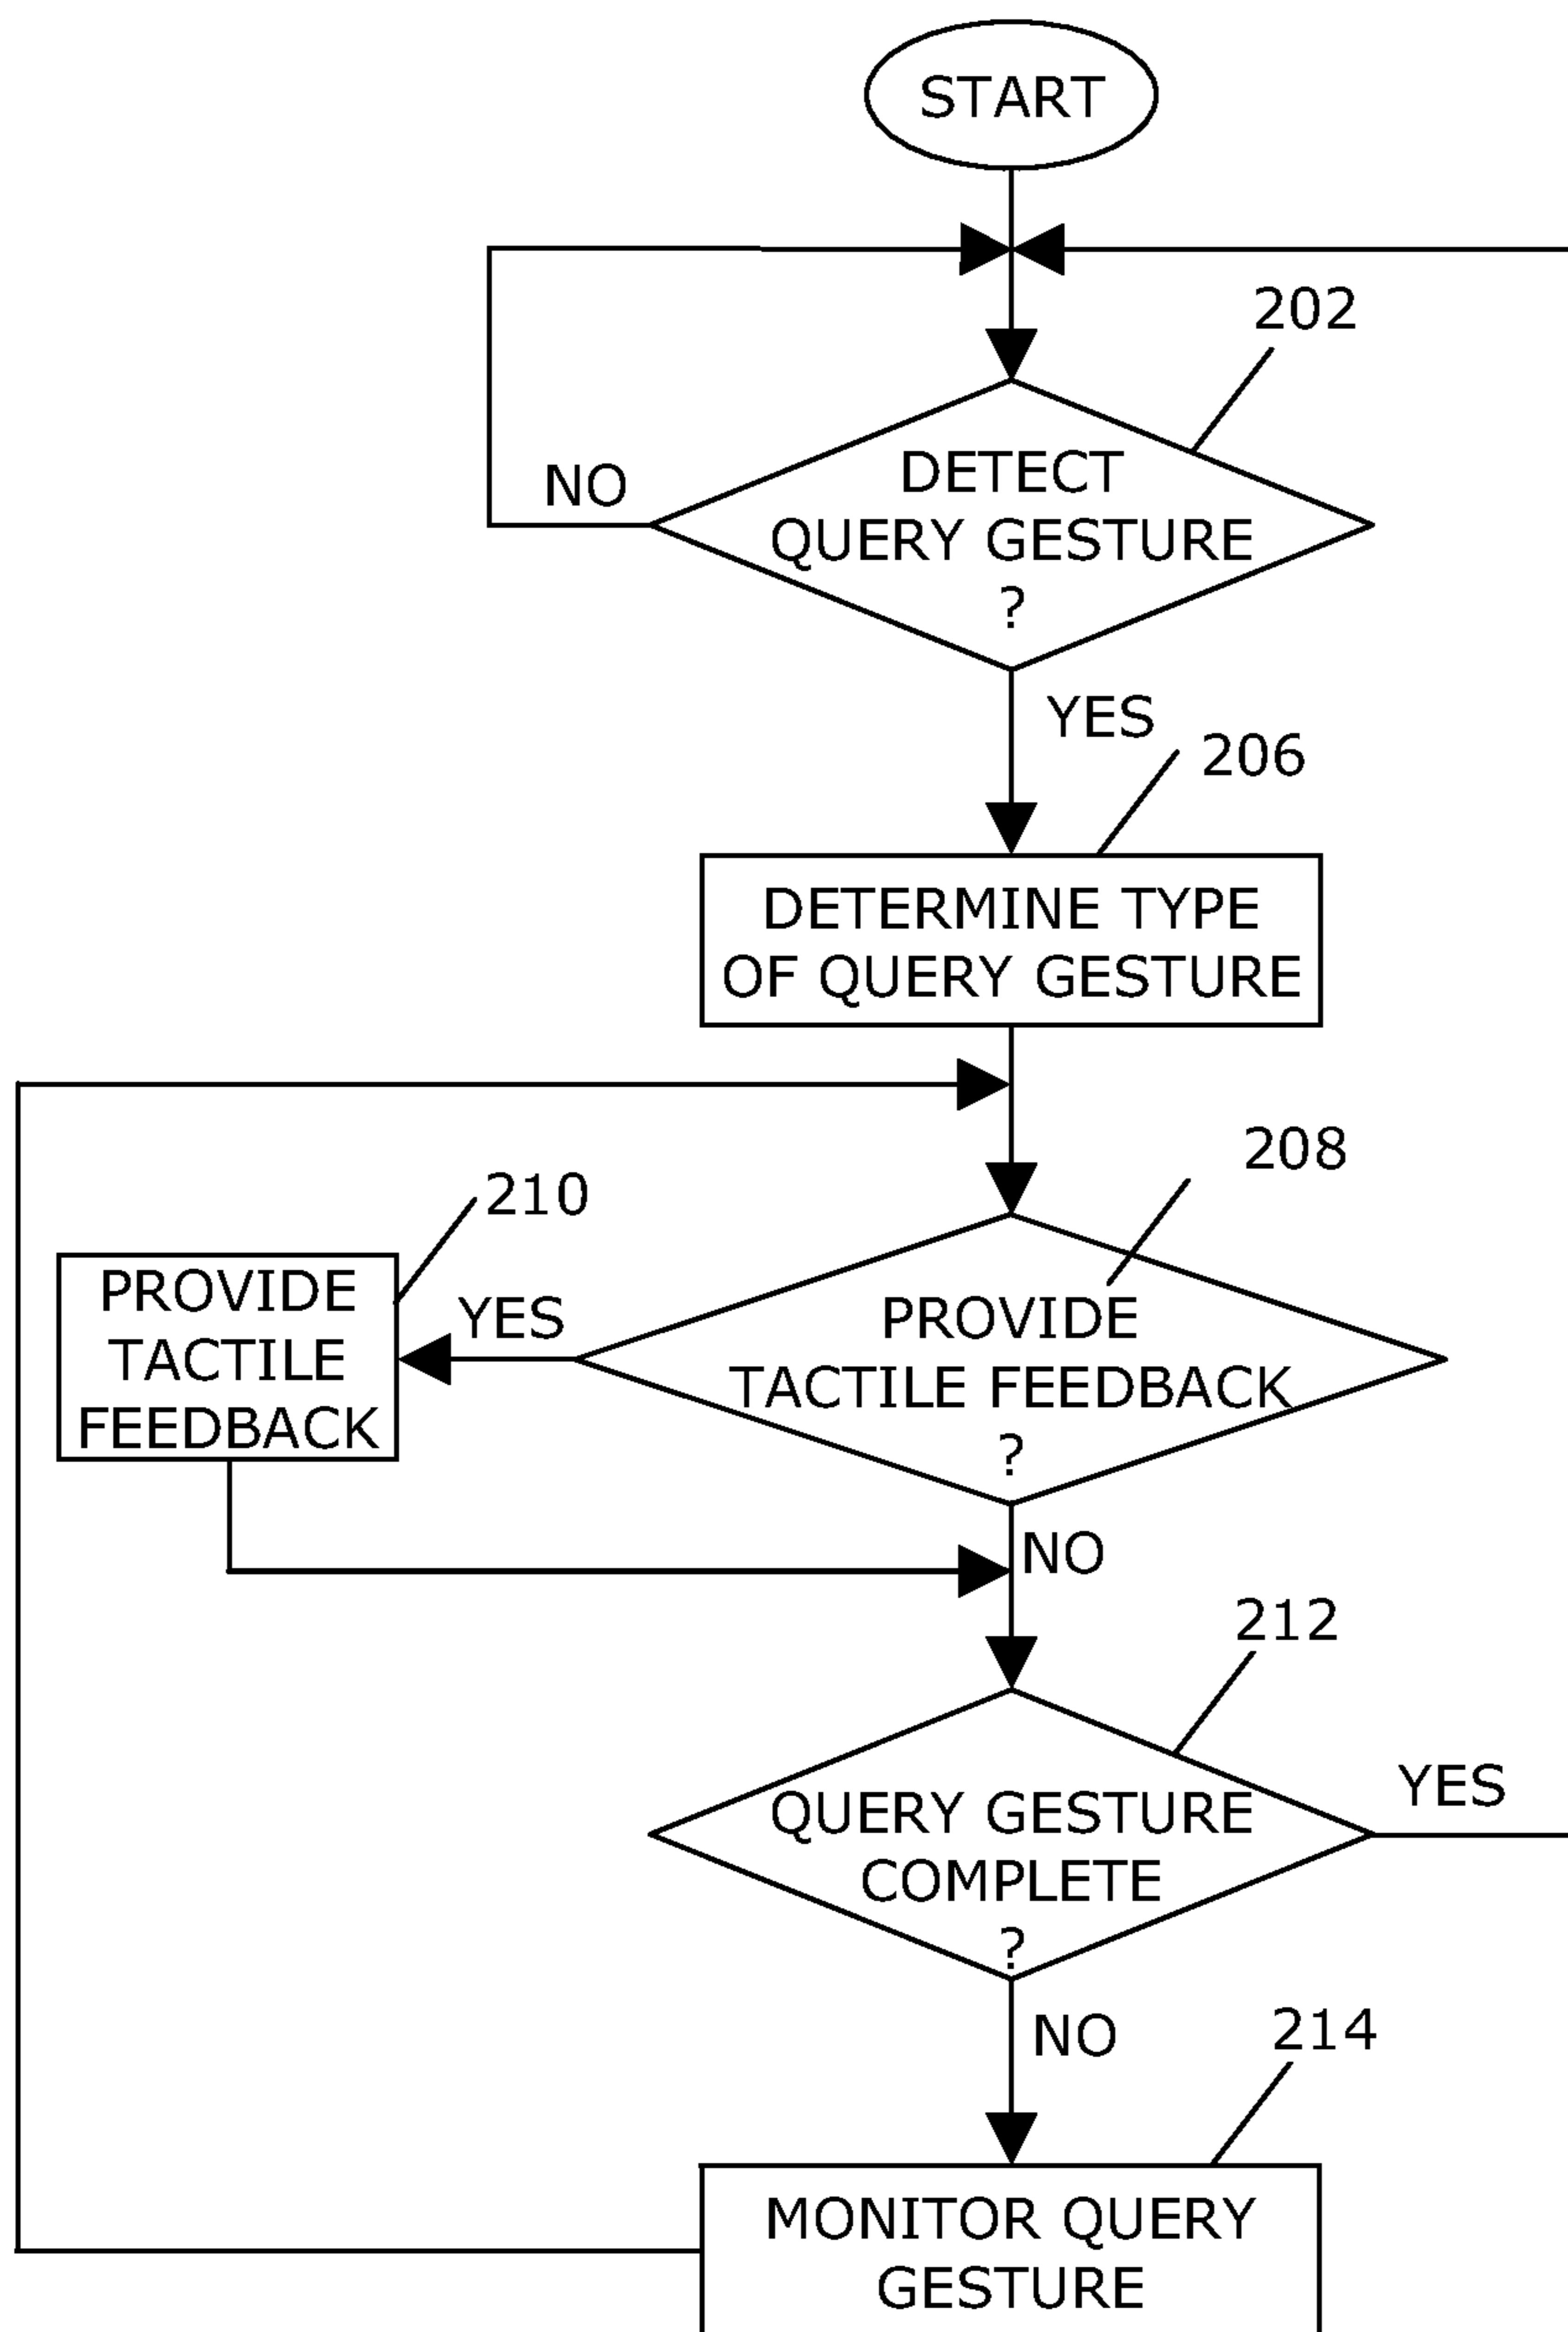 START
202
DETECT
QUERY GESTURE
?
NO
YES
206
DETERMINE TYPE
OF QUERY GESTURE
208
210
PROVIDE
TACTILE
FEEDBACK
YES
PROVIDE
TACTILE FEEDBACK
?
NO
212
QUERY GESTURE
COMPLETE
?
YES
NO
214
MONITOR QUERY
GESTURE